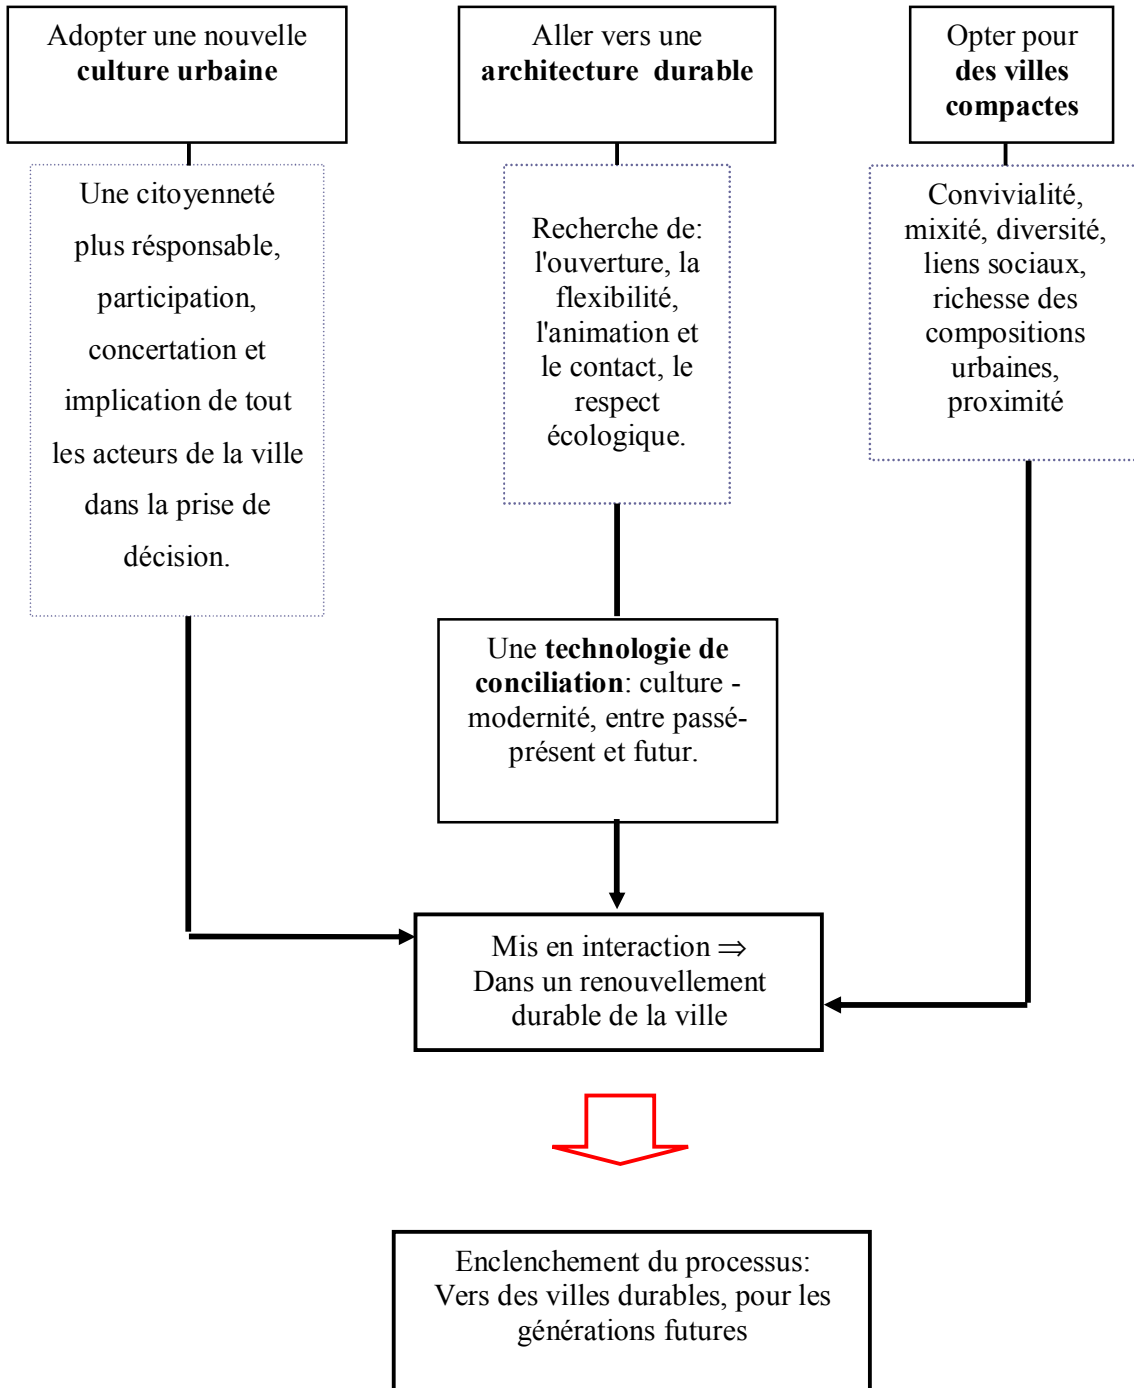 Adopter une nouvelle
culture urbaine
Aller vers une
architecture durable
Opter pour
des villes
compactes
Une citoyenneté
plus résponsable,
participation,
concertation et
implication de tout
les acteurs de la ville
dans la prise de
décision.
Recherche de:
l'ouverture, la
flexibilité,
l'animation et
le contact, le
respect
écologique.
Convivialité,
mixité, diversité,
liens sociaux,
richesse des
compositions
urbaines,
proximité
Une technologie de
conciliation: culture -
modernité, entre passé-
présent et futur.
Mis en interaction ⇒
Dans un renouvellement
durable de la ville
Enclenchement du processus:
Vers des villes durables, pour les
générations futures